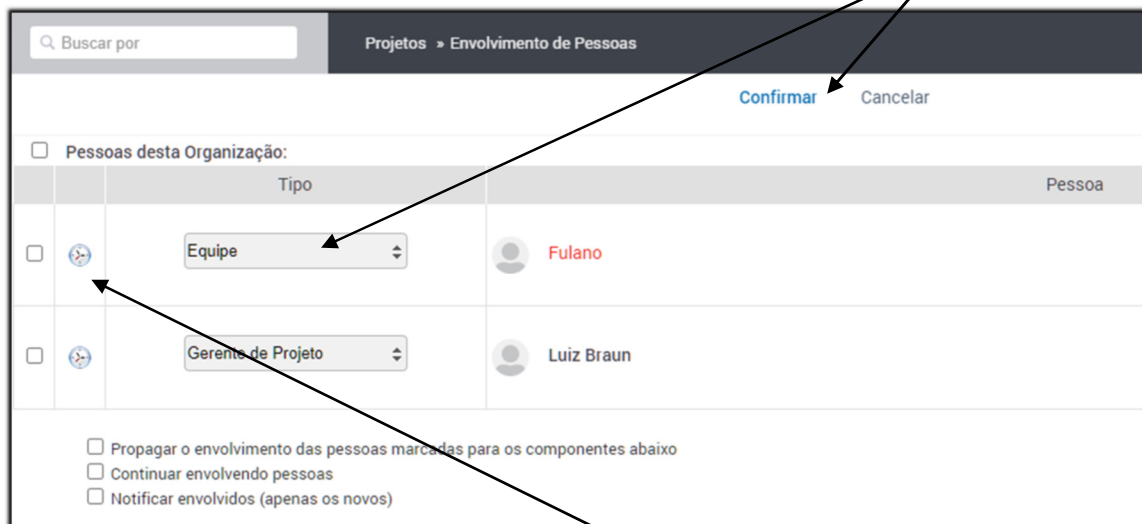 Buscar por
Projetos » Envolvimento de Pessoas
Confirmar Cancelar
Pessoas desta Organização:
Tipo Pessoa
Equipe Fulano
Gerente de Projeto Luiz Braun
Propagar o envolvimento das pessoas marcadas para os componentes abaixo
Continuar envolvendo pessoas
Notificar envolvidos (apenas os novos)